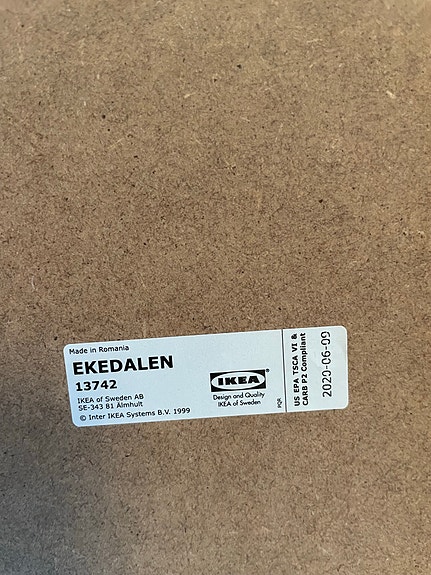 Made in Romania
EKEDALEN
13742
IKEA of Sweden AB
SE-343 81 Älmhult
© Inter IKEA Systems B.V. 1999
IKEA
Design and Quality
IKEA of Sweden
PQR
US EPA TSCA VI &
CARB P2 Compliant
2020-06-09